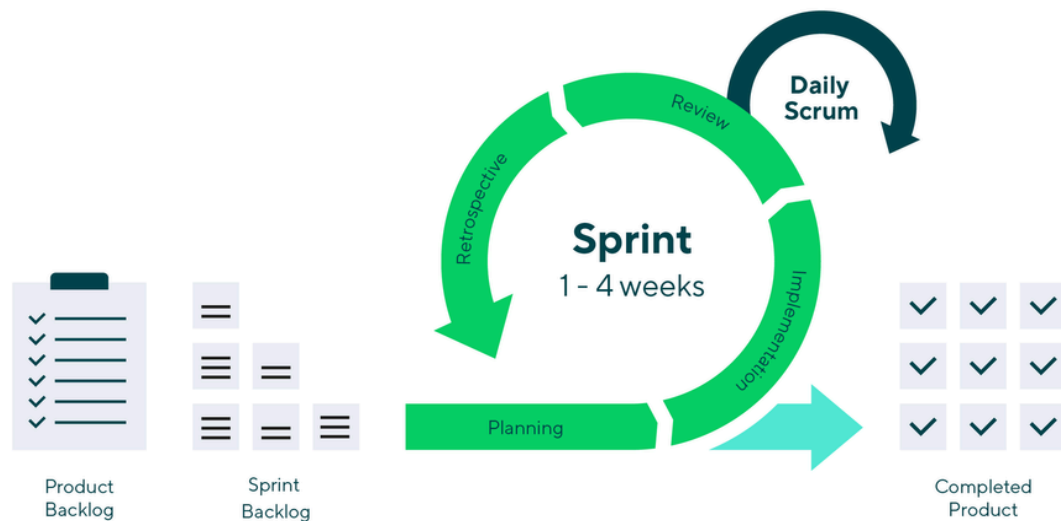 Product
Backlog
Sprint
Backlog
Planning
Implementation
Review
Retrospective
Sprint
1 - 4 weeks
Daily
Scrum
Completed
Product